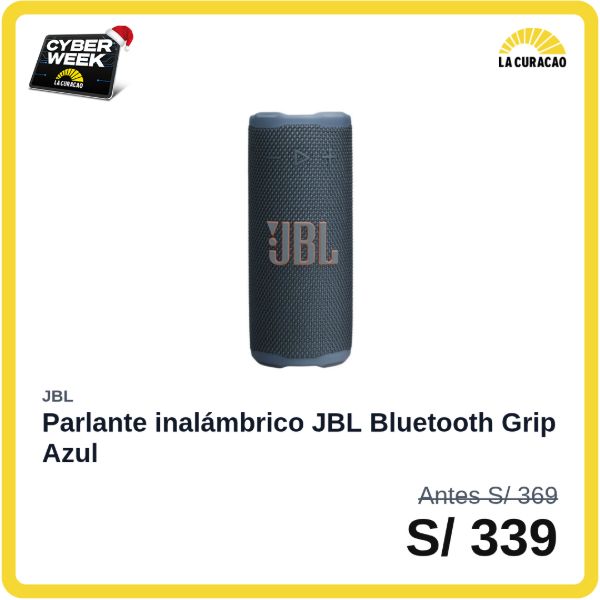 CYBER
WEEK
LA CURACAO
LA CURACAO
- +
!JBL
JBL
Parlante inalámbrico JBL Bluetooth Grip
Azul
Antes S/ 369
S/ 339